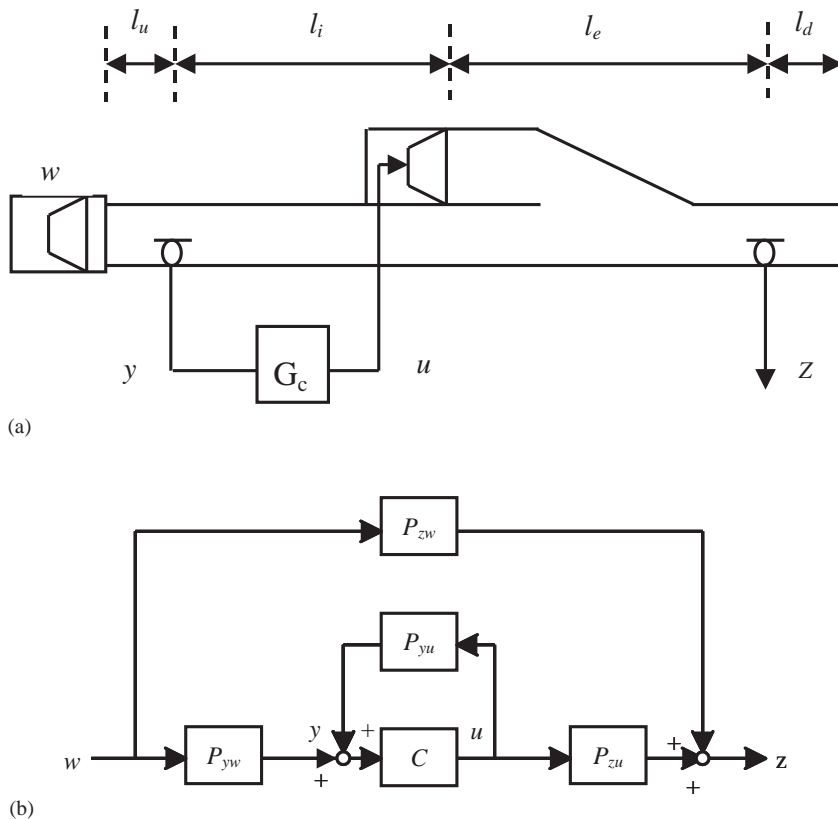 l_u l_i l_e l_d
w
y G_c u Z
(a)
P_zw
P_yu
y + u +
w P_yw C P_zu z
+ +
(b)